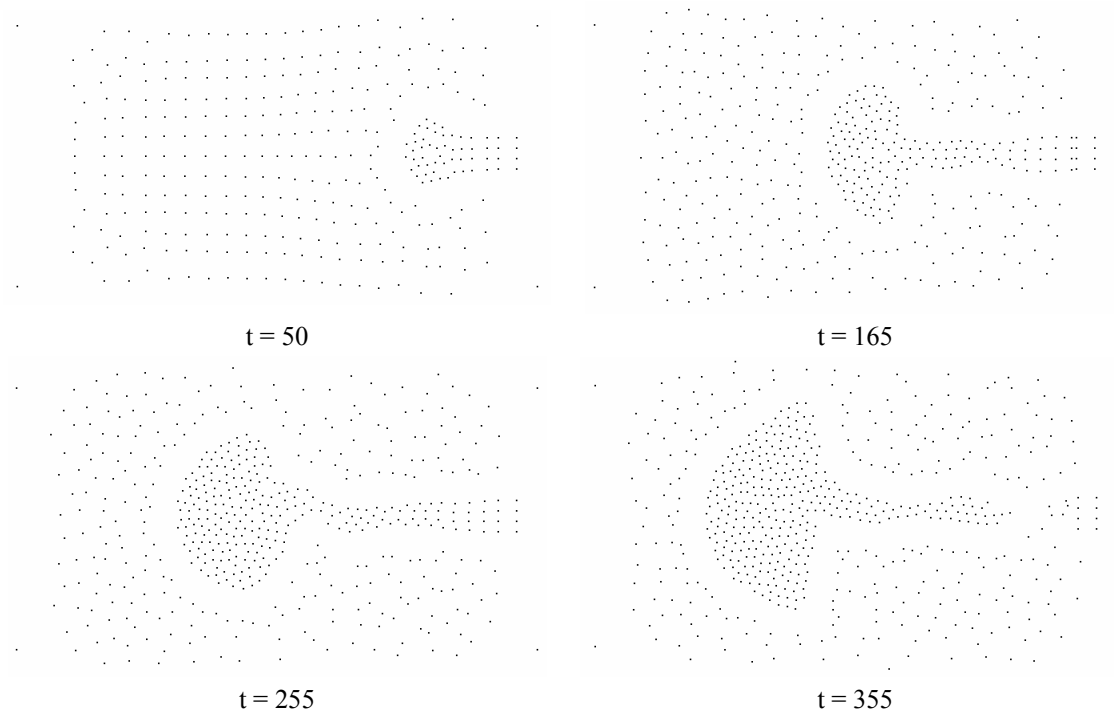 t = 50
t = 165
t = 255
t = 355